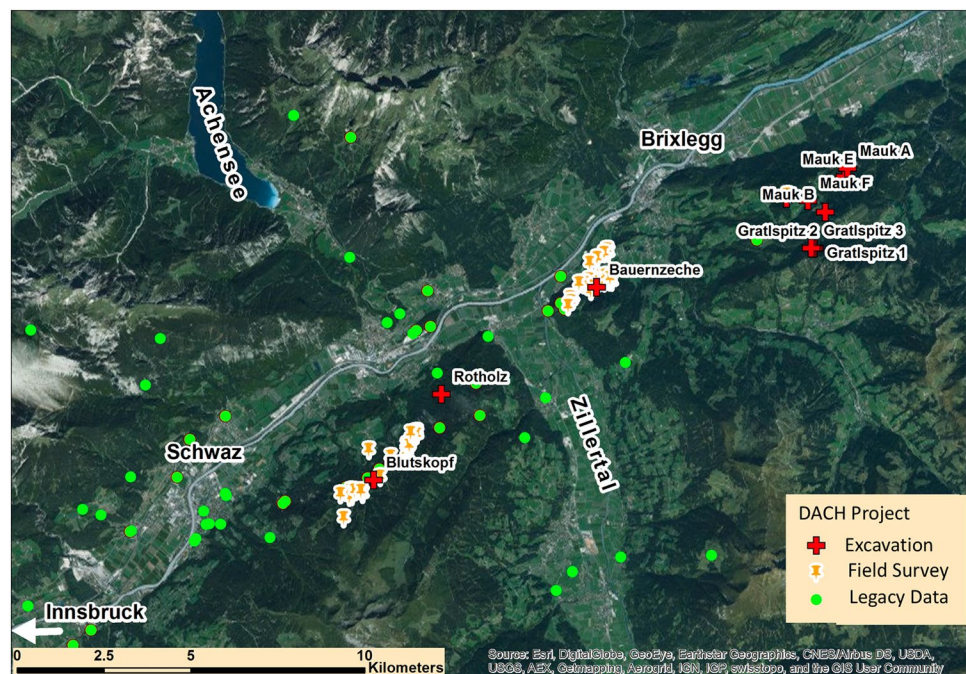 Achensee
Brixlegg
Mauk A
Mauk E
Mauk F
Mauk B
Gratlspitz 2
Gratlspitz 3
Gratlspitz 1
Bauernzeche
Rotholz
Zillertal
Schwaz
Blutskopf
DACH Project
Excavation
Field Survey
Legacy Data
Innsbruck
0 2.5 5 10
Kilometers
Source: Esri, DigitalGlobe, GeoEye, Earthstar Geographics, CNES/Airbus DS, USDA,
USGS, AEX, Getmapping, Aerogrid, IGN, IGP, swisstopo, and the GIS User Community